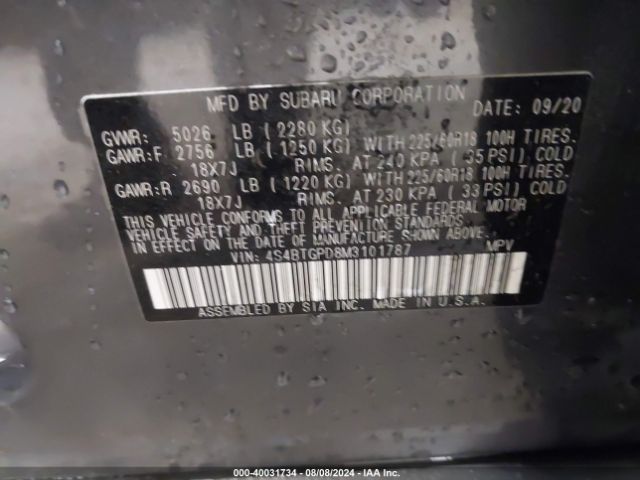 MFD BY SUBARU CORPORATION DATE: 09/20
GVWR: 5026 LB ( 2280 KG)
GAWR:F 2756 LB ( 1250 KG) WITH 225/60R18 100H TIRES.
18X7J RIMS. AT 240 KPA ( 35 PSI) COLD
GAWR:R 2690 LB ( 1220 KG) WITH 225/60R18 100H TIRES.
18X7J RIMS. AT 230 KPA ( 33 PSI) COLD
THIS VEHICLE CONFORMS TO ALL APPLICABLE FEDERAL MOTOR
VEHICLE SAFETY AND THEFT PREVENTION STANDARDS
IN EFFECT ON THE DATE OF MANUFACTURE SHOWN ABOVE.
VIN: 4S4BTGPD8M3101787 MPV
ASSEMBLED BY SIA INC. MADE IN U.S.A.
000-40031734 - 08/08/2024 - IAA Inc.